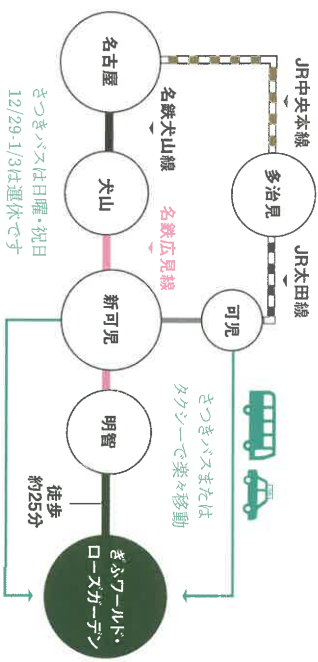 JR中央本線
JR太田線
名古屋
多治見
可児
名鉄犬山線
名鉄広見線
犬山
新可児
明智
さつきバスまたは
タクシーで楽々移動
徒歩
約25分
ぎふワールド・
ローズガーデン
さつきバスは日曜・祝日
12/29-1/3は運休です